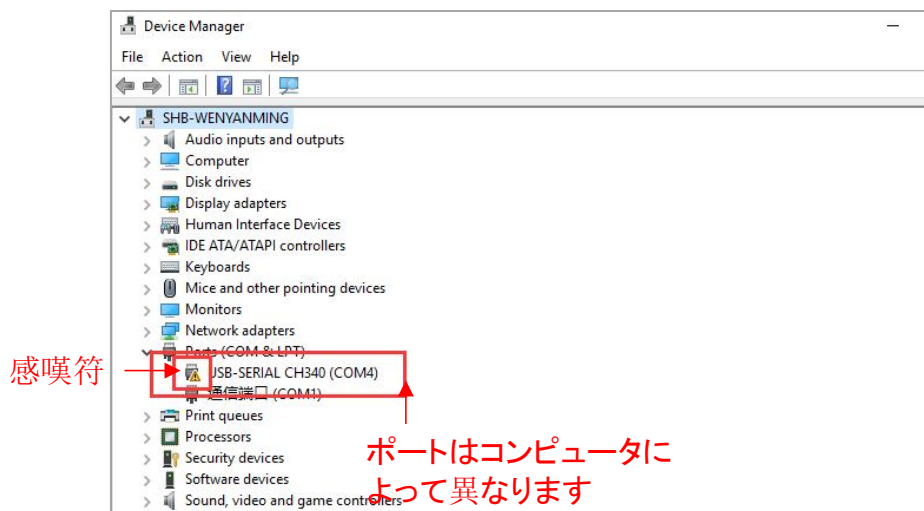 Device Manager
File Action View Help
SHB-WENYANMING
Audio inputs and outputs
Computer
Disk drives
Display adapters
Human Interface Devices
IDE ATA/ATAPI controllers
Keyboards
Mice and other pointing devices
Monitors
Network adapters
Ports (COM & LPT)
感嘆符
USB-SERIAL CH340 (COM4)
通信端口 (COM1)
Print queues
Processors
Security devices
Software devices
Sound, video and game controllers
ポートはコンピュータに
よって異なります